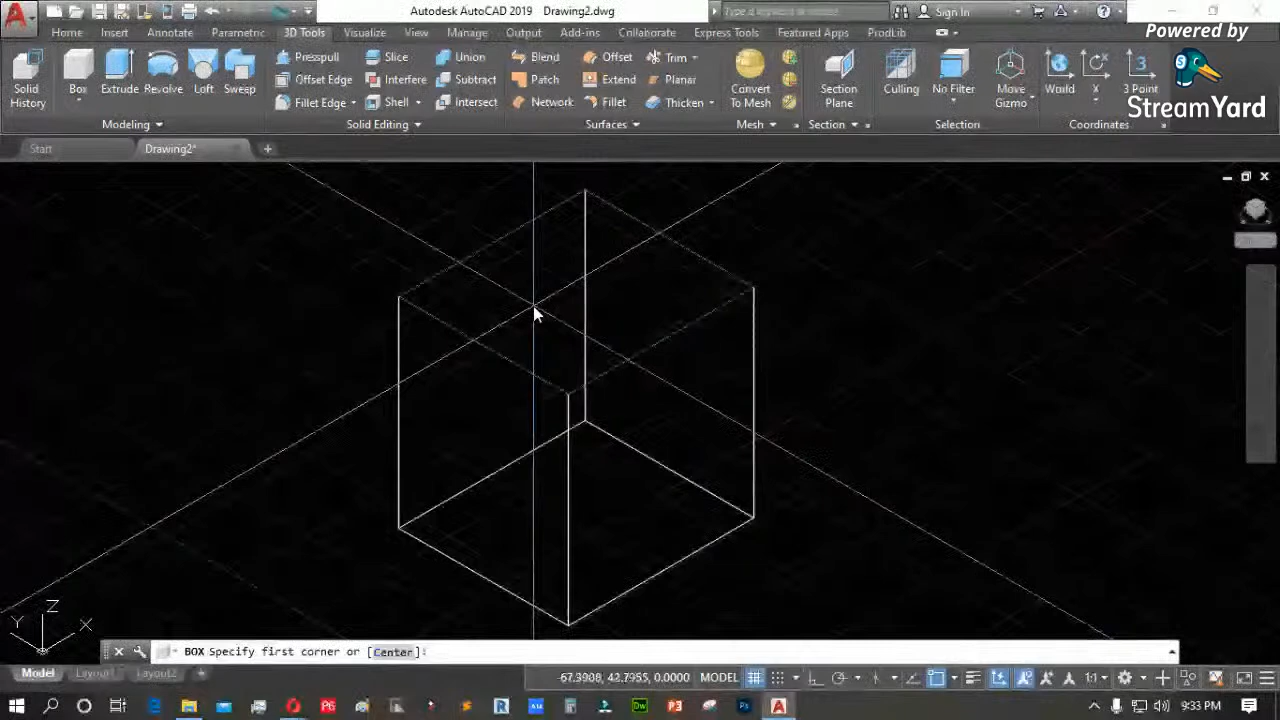 Autodesk AutoCAD 2019 Drawing2.dwg
Type a keyword or phrase
Sign In
Powered by
StreamYard
Home Insert Annotate Parametric 3D Tools Visualize View Manage Output Add-ins Collaborate Express Tools Featured Apps ProdLib
Presspull Slice Union Blend Offset Trim
Offset Edge Interfere Subtract Patch Extend Planar
Fillet Edge Shell Intersect Network Fillet Thicken
Solid History Box Extrude Revolve Loft Sweep
Convert To Mesh Section Plane Culling No Filter Move Gizmo World X 3 Point
Modeling Solid Editing Surfaces Mesh Section Selection Coordinates
Start Drawing2* +
Z
Y X
BOX Specify first corner or [Center]:
Model Layout1 Layout2 +
-67.3908, 42.7955, 0.0000 MODEL 1:1
9:33 PM